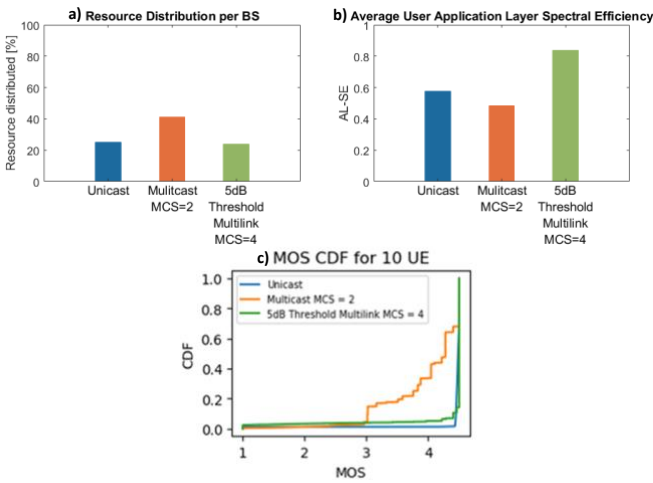 a) Resource Distribution per BS
Resource distributed [%]
100
80
60
40
20
0
Unicast
Mulitcast
MCS=2
5dB
Threshold
Multilink
MCS=4
b) Average User Application Layer Spectral Efficiency
AL-SE
1
0.8
0.6
0.4
0.2
0
Unicast
Mulitcast
MCS=2
5dB
Threshold
Multilink
MCS=4
c) MOS CDF for 10 UE
CDF
1.0
0.8
0.6
0.4
0.2
0.0
Unicast
Multicast MCS = 2
5dB Threshold Multilink MCS = 4
1 2 3 4
MOS